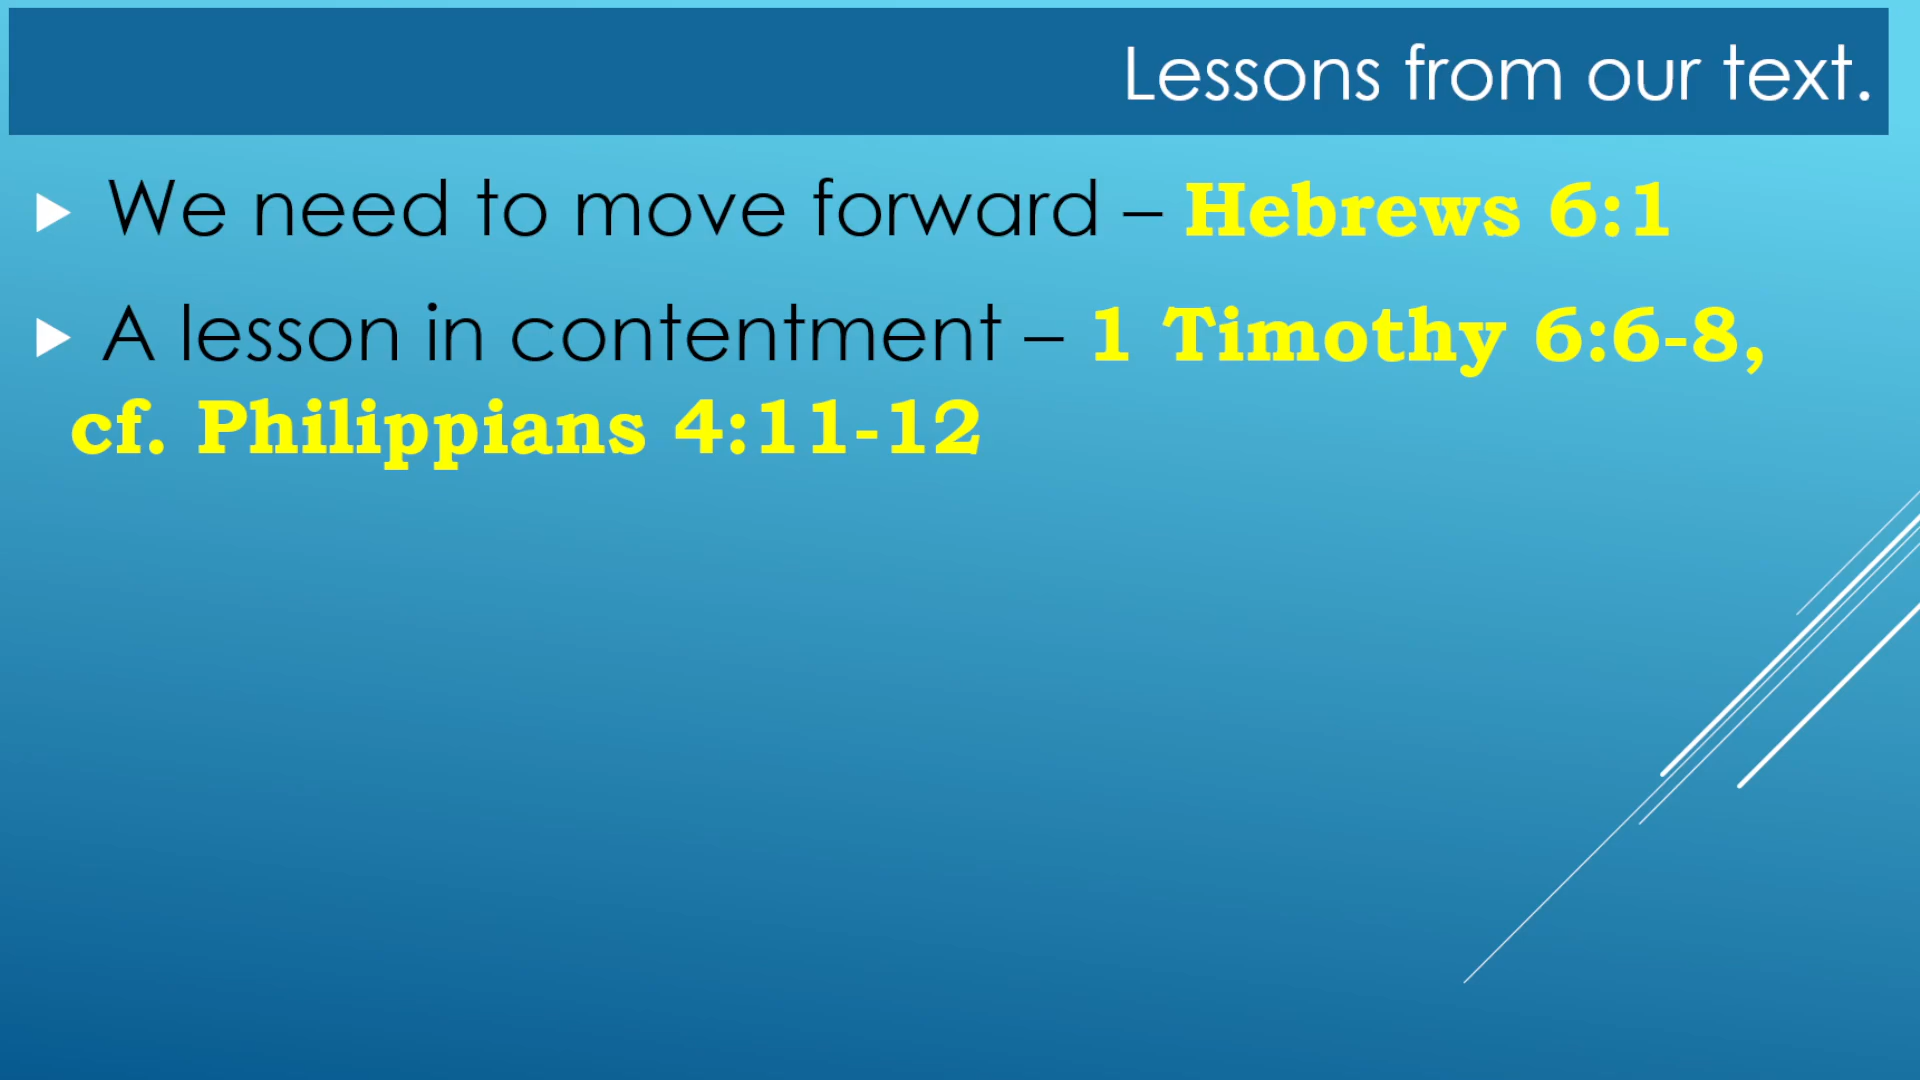 Lessons from our text.
We need to move forward – Hebrews 6:1
A lesson in contentment – 1 Timothy 6:6-8,
cf. Philippians 4:11-12